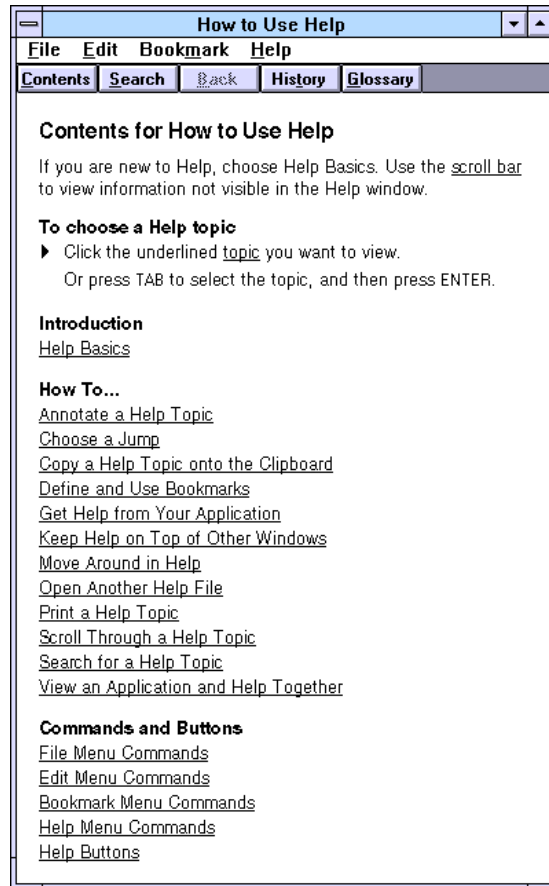 How to Use Help
File Edit Bookmark Help
Contents Search Back History Glossary
Contents for How to Use Help
If you are new to Help, choose Help Basics. Use the scroll bar
to view information not visible in the Help window.
To choose a Help topic
Click the underlined topic you want to view.
Or press TAB to select the topic, and then press ENTER.
Introduction
Help Basics
How To...
Annotate a Help Topic
Choose a Jump
Copy a Help Topic onto the Clipboard
Define and Use Bookmarks
Get Help from Your Application
Keep Help on Top of Other Windows
Move Around in Help
Open Another Help File
Print a Help Topic
Scroll Through a Help Topic
Search for a Help Topic
View an Application and Help Together
Commands and Buttons
File Menu Commands
Edit Menu Commands
Bookmark Menu Commands
Help Menu Commands
Help Buttons